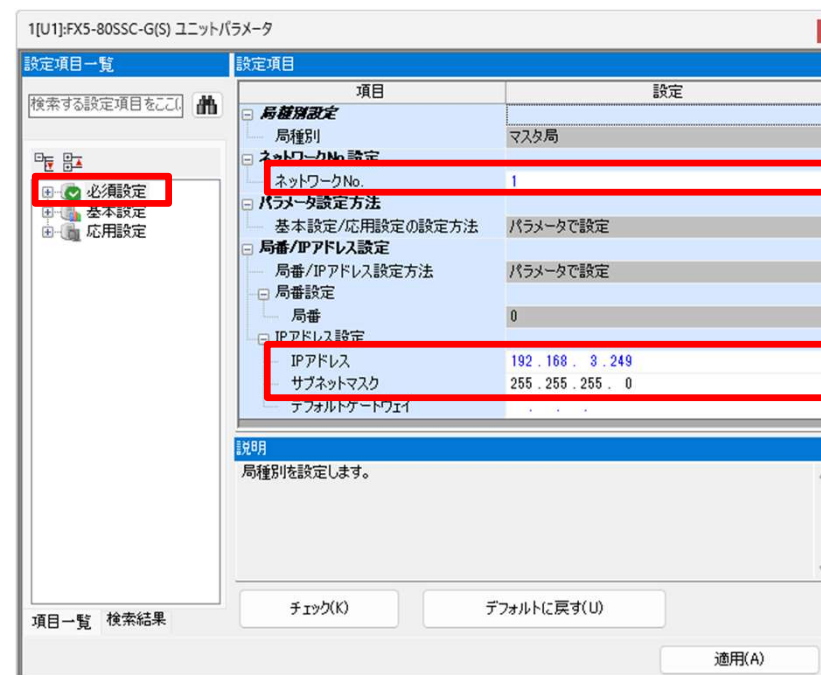 1[U1]:FX5-80SSC-G(S) ユニットパラメータ
設定項目一覧
検索する設定項目をここに
必須設定
基本設定
応用設定
項目一覧 検索結果
設定項目
項目 設定
局種別設定
局種別 マスタ局
ネットワークNo.設定
ネットワークNo. 1
パラメータ設定方法
基本設定/応用設定の設定方法 パラメータで設定
局番/IPアドレス設定
局番/IPアドレス設定方法 パラメータで設定
局番設定
局番 0
IPアドレス設定
IPアドレス 192 . 168 . 3 . 249
サブネットマスク 255 . 255 . 255 . 0
デフォルトゲートウェイ . . .
説明
局種別を設定します。
チェック(K) デフォルトに戻す(U)
適用(A)